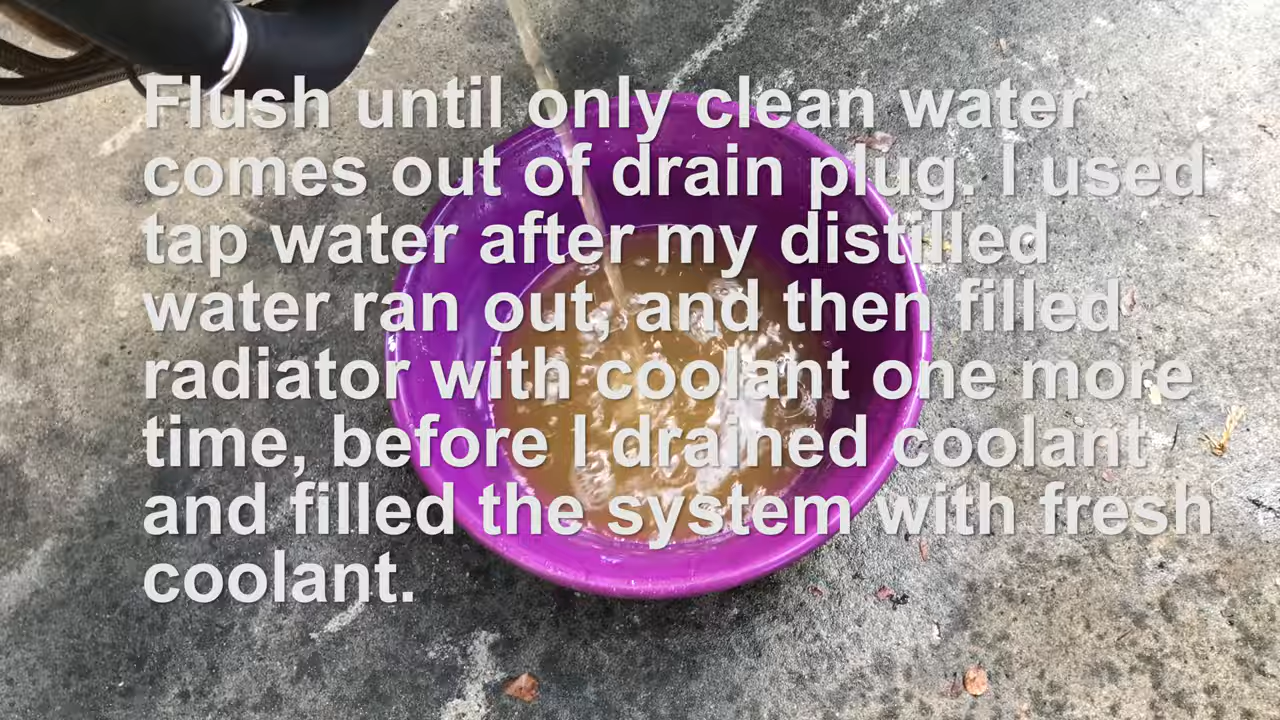 Flush until only clean water
comes out of drain plug. I used
tap water after my distilled
water ran out, and then filled
radiator with coolant one more
time, before I drained coolant
and filled the system with fresh
coolant.